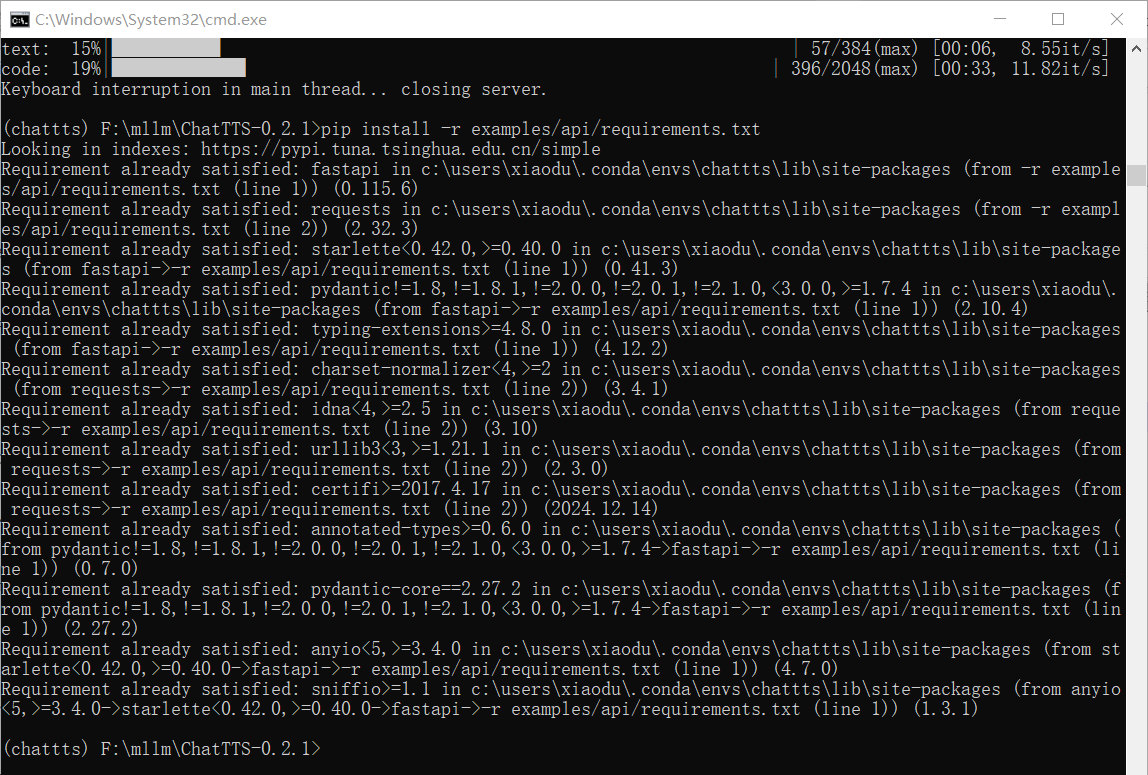 C:\Windows\System32\cmd.exe
text:  15%| | 57/384(max) [00:06,  8.55it/s]
code:  19%| | 396/2048(max) [00:33, 11.82it/s]
Keyboard interruption in main thread... closing server.
(chattts) F:\mllm\ChatTTS-0.2.1>pip install -r examples/api/requirements.txt
Looking in indexes: https://pypi.tuna.tsinghua.edu.cn/simple
Requirement already satisfied: fastapi in c:\users\xiaodu\.conda\envs\chattts\lib\site-packages (from -r example
s/api/requirements.txt (line 1)) (0.115.6)
Requirement already satisfied: requests in c:\users\xiaodu\.conda\envs\chattts\lib\site-packages (from -r exampl
es/api/requirements.txt (line 2)) (2.32.3)
Requirement already satisfied: starlette<0.42.0,>=0.40.0 in c:\users\xiaodu\.conda\envs\chattts\lib\site-package
s (from fastapi->-r examples/api/requirements.txt (line 1)) (0.41.3)
Requirement already satisfied: pydantic!=1.8,!=1.8.1,!=2.0.0,!=2.0.1,!=2.1.0,<3.0.0,>=1.7.4 in c:\users\xiaodu\.
conda\envs\chattts\lib\site-packages (from fastapi->-r examples/api/requirements.txt (line 1)) (2.10.4)
Requirement already satisfied: typing-extensions>=4.8.0 in c:\users\xiaodu\.conda\envs\chattts\lib\site-packages
 (from fastapi->-r examples/api/requirements.txt (line 1)) (4.12.2)
Requirement already satisfied: charset-normalizer<4,>=2 in c:\users\xiaodu\.conda\envs\chattts\lib\site-packages
 (from requests->-r examples/api/requirements.txt (line 2)) (3.4.1)
Requirement already satisfied: idna<4,>=2.5 in c:\users\xiaodu\.conda\envs\chattts\lib\site-packages (from reque
sts->-r examples/api/requirements.txt (line 2)) (3.10)
Requirement already satisfied: urllib3<3,>=1.21.1 in c:\users\xiaodu\.conda\envs\chattts\lib\site-packages (from
 requests->-r examples/api/requirements.txt (line 2)) (2.3.0)
Requirement already satisfied: certifi>=2017.4.17 in c:\users\xiaodu\.conda\envs\chattts\lib\site-packages (from
 requests->-r examples/api/requirements.txt (line 2)) (2024.12.14)
Requirement already satisfied: annotated-types>=0.6.0 in c:\users\xiaodu\.conda\envs\chattts\lib\site-packages (
from pydantic!=1.8,!=1.8.1,!=2.0.0,!=2.0.1,!=2.1.0,<3.0.0,>=1.7.4->fastapi->-r examples/api/requirements.txt (li
ne 1)) (0.7.0)
Requirement already satisfied: pydantic-core==2.27.2 in c:\users\xiaodu\.conda\envs\chattts\lib\site-packages (f
rom pydantic!=1.8,!=1.8.1,!=2.0.0,!=2.0.1,!=2.1.0,<3.0.0,>=1.7.4->fastapi->-r examples/api/requirements.txt (lin
e 1)) (2.27.2)
Requirement already satisfied: anyio<5,>=3.4.0 in c:\users\xiaodu\.conda\envs\chattts\lib\site-packages (from st
arlette<0.42.0,>=0.40.0->fastapi->-r examples/api/requirements.txt (line 1)) (4.7.0)
Requirement already satisfied: sniffio>=1.1 in c:\users\xiaodu\.conda\envs\chattts\lib\site-packages (from anyio
<5,>=3.4.0->starlette<0.42.0,>=0.40.0->fastapi->-r examples/api/requirements.txt (line 1)) (1.3.1)
(chattts) F:\mllm\ChatTTS-0.2.1>